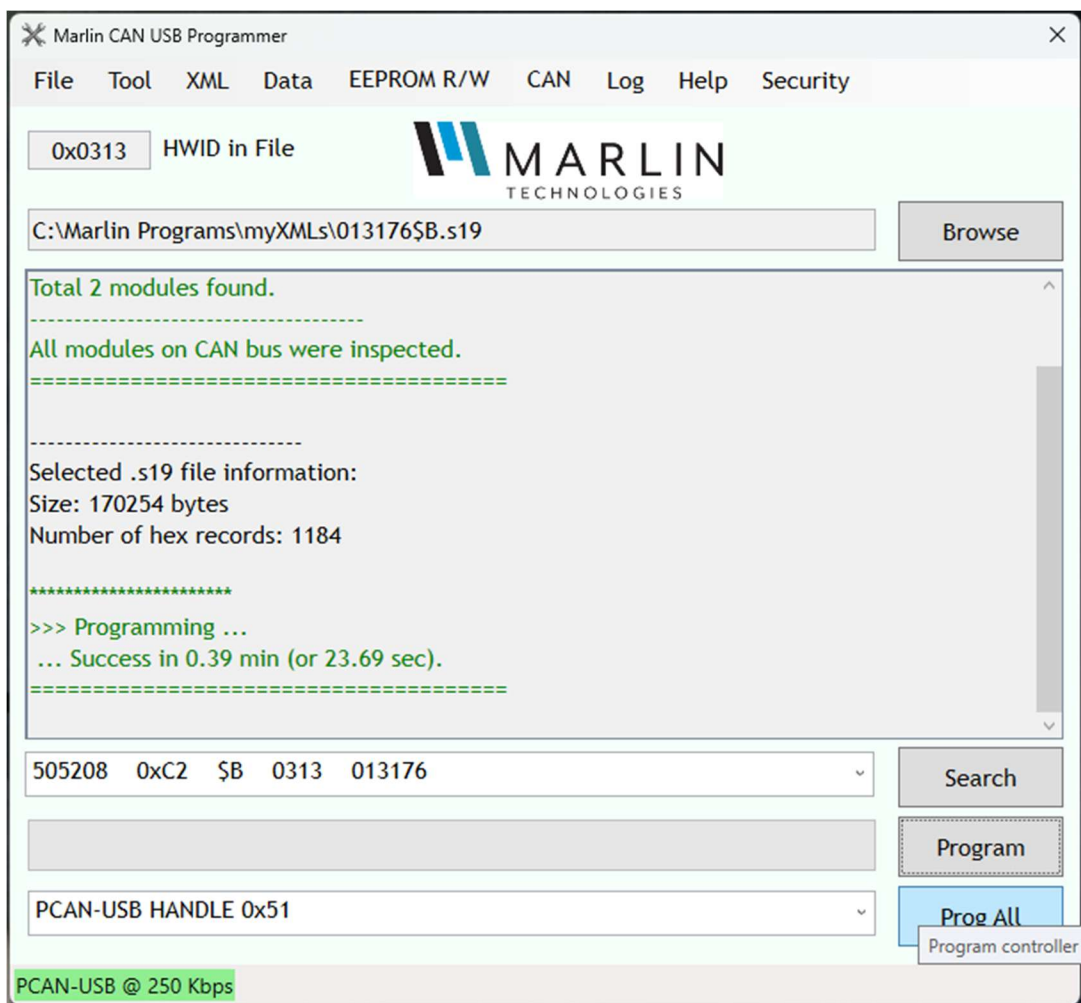 Marlin CAN USB Programmer
File Tool XML Data EEPROM R/W CAN Log Help Security
0x0313 HWID in File
MARLIN
TECHNOLOGIES
C:\Marlin Programs\myXMLs\013176$B.s19 Browse
Total 2 modules found.
--------------------------------------
All modules on CAN bus were inspected.
======================================
-------------------------------
Selected .s19 file information:
Size: 170254 bytes
Number of hex records: 1184
***********************
>>> Programming ...
... Success in 0.39 min (or 23.69 sec).
======================================
505208 0xC2 $B 0313 013176 Search
Program
PCAN-USB HANDLE 0x51 Prog All
Program controller
PCAN-USB @ 250 Kbps